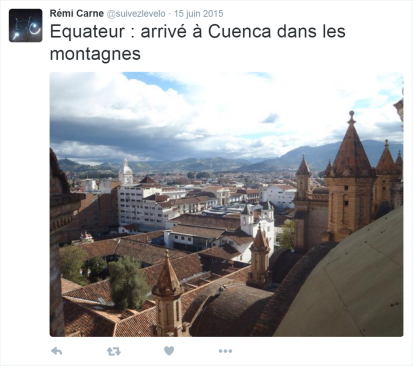 Rémi Carne @suivezlevelo · 15 juin 2015
Equateur : arrivé à Cuenca dans les
montagnes